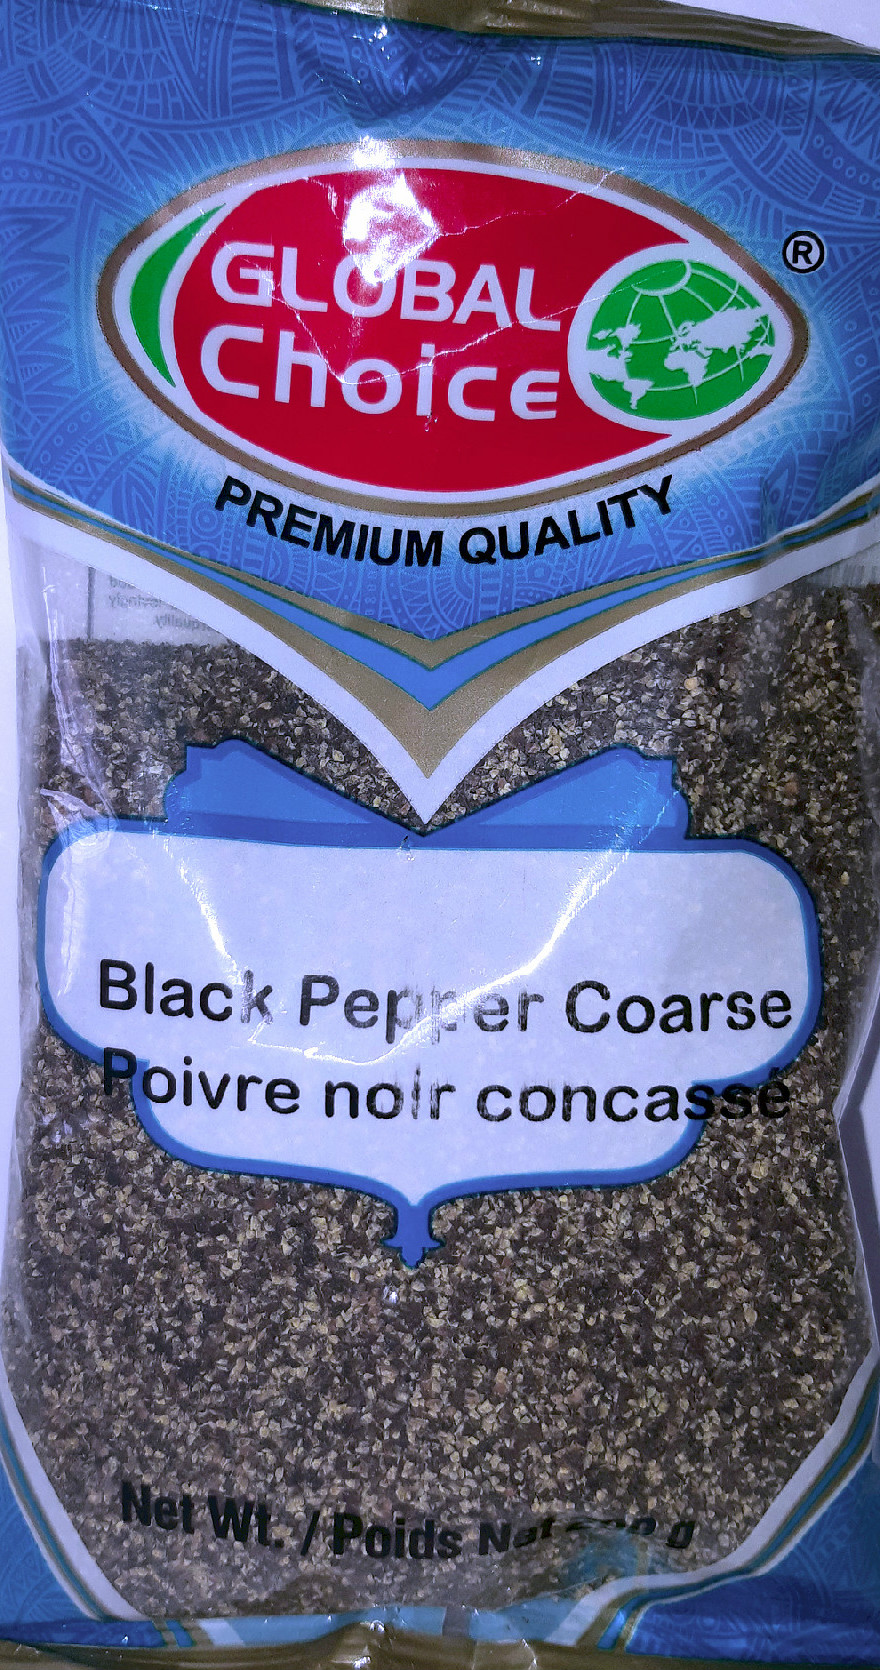 GLOBAL
Choice
®
PREMIUM QUALITY
Black Pepper Coarse
Poivre noir concassé
Net Wt. / Poids Net g